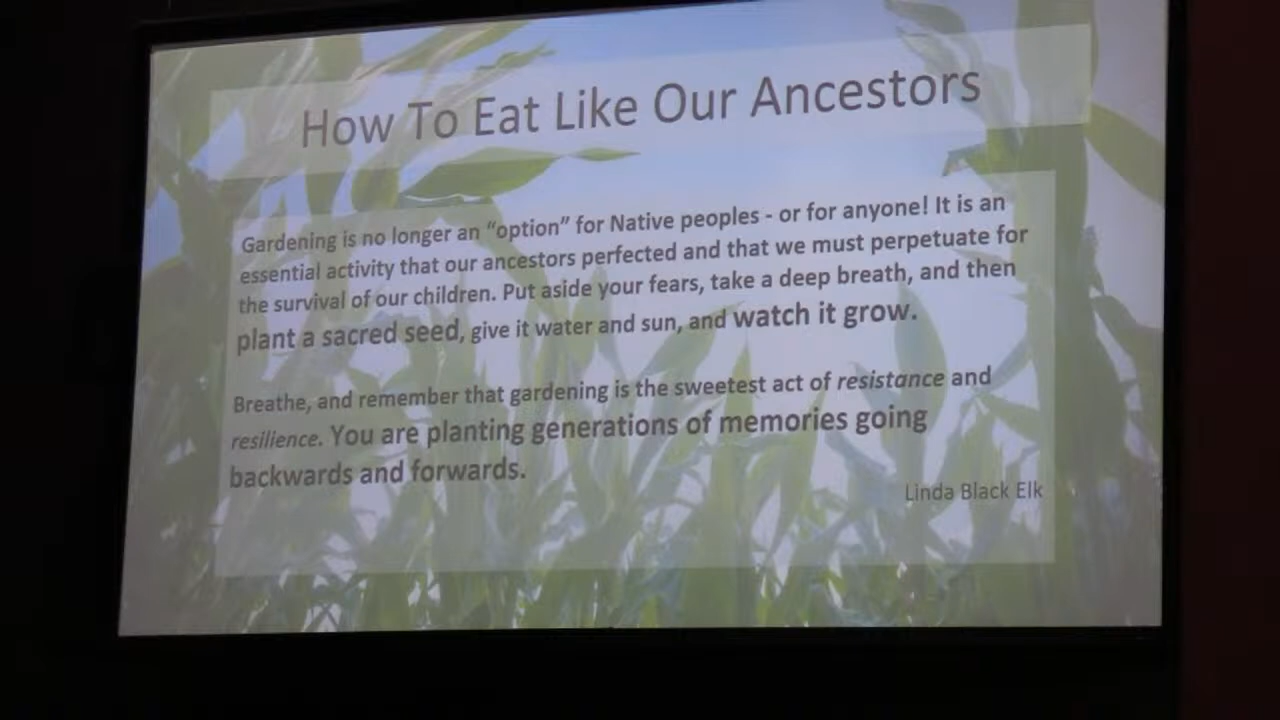 How To Eat Like Our Ancestors
Gardening is no longer an “option” for Native peoples - or for anyone! It is an
essential activity that our ancestors perfected and that we must perpetuate for
the survival of our children. Put aside your fears, take a deep breath, and then
plant a sacred seed, give it water and sun, and watch it grow.
Breathe, and remember that gardening is the sweetest act of resistance and
resilience. You are planting generations of memories going
backwards and forwards.
Linda Black Elk